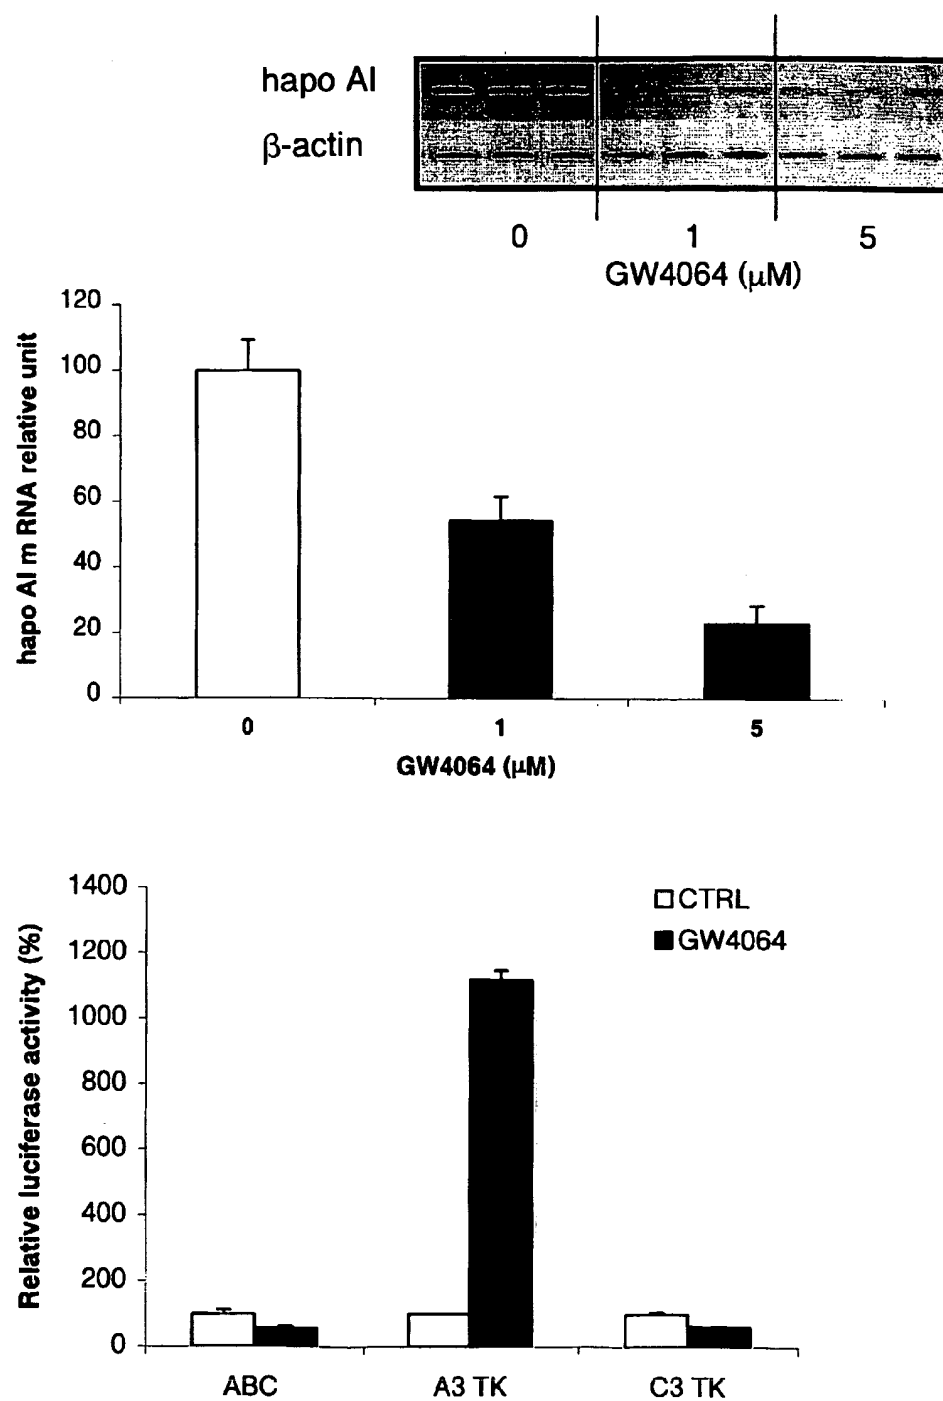 hapo AI
β-actin
0 1 5
GW4064 (μM)
hapo AI m RNA relative unit
120
100
80
60
40
20
0
0 1 5
GW4064 (μM)
Relative luciferase activity (%)
1400
1200
1000
800
600
400
200
0
CTRL
GW4064
ABC A3 TK C3 TK